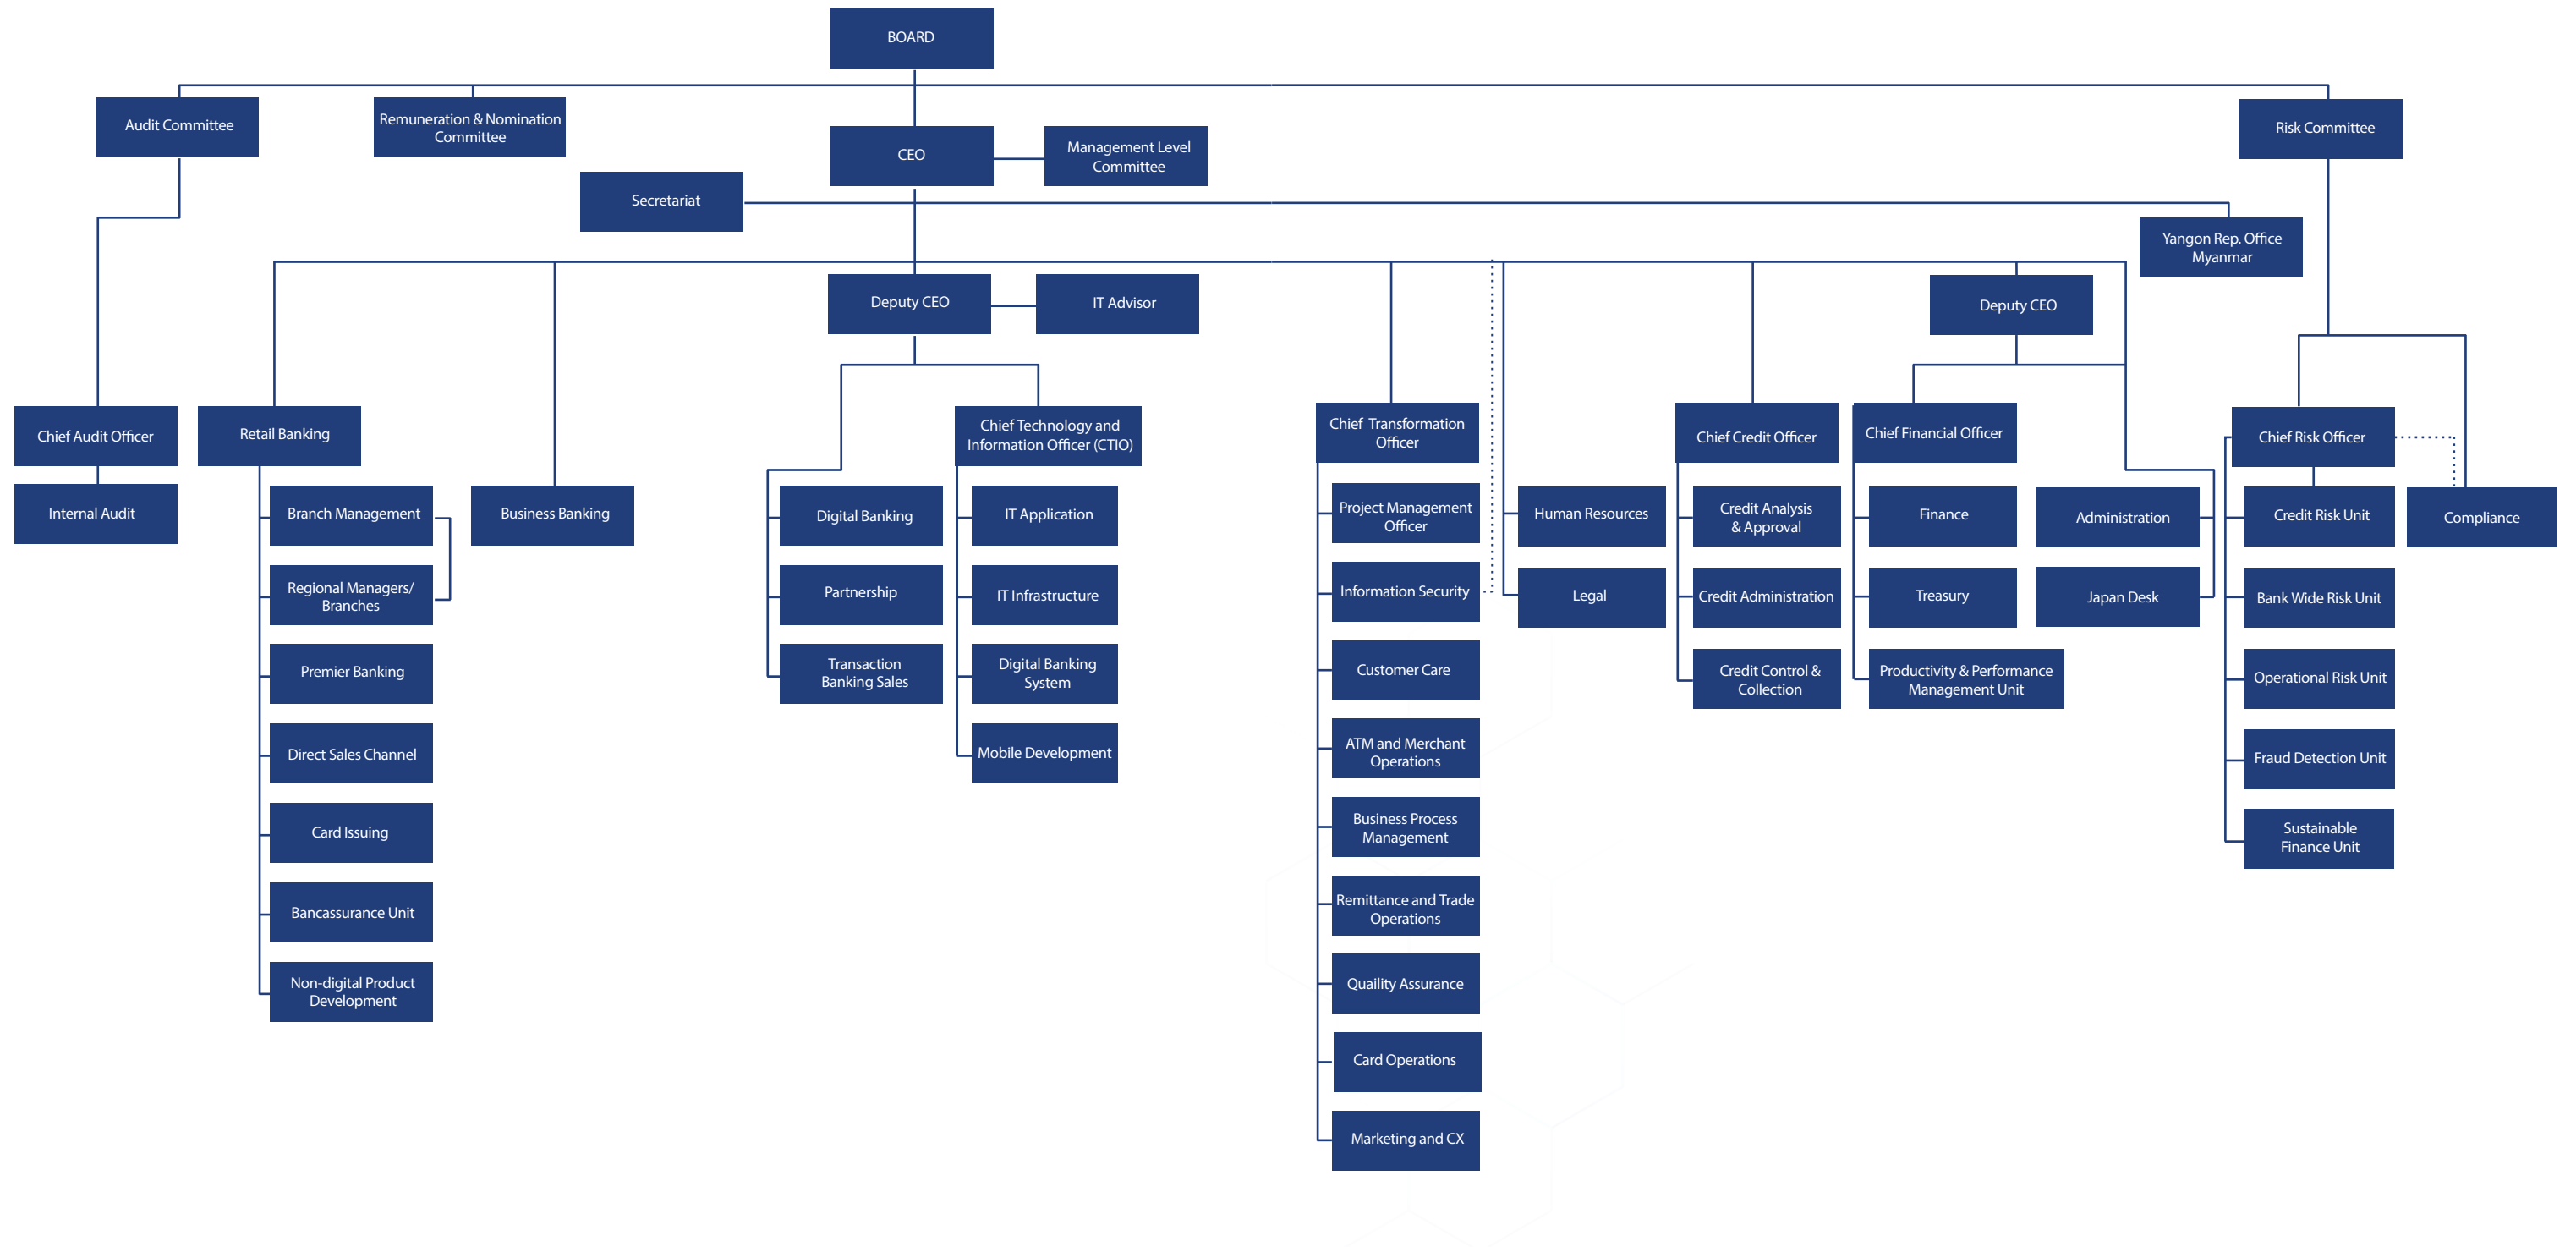 BOARD
Audit Committee
Remuneration & Nomination
Committee
CEO
Management Level
Committee
Risk Committee
Secretariat
Yangon Rep. Office
Myanmar
Deputy CEO
IT Advisor
Deputy CEO
Chief Audit Officer
Internal Audit
Retail Banking
Branch Management
Regional Managers/
Branches
Premier Banking
Direct Sales Channel
Card Issuing
Bancassurance Unit
Non-digital Product
Development
Business Banking
Digital Banking
Partnership
Transaction
Banking Sales
Chief Technology and
Information Officer (CTIO)
IT Application
IT Infrastructure
Digital Banking
System
Mobile Development
Chief Transformation
Officer
Project Management
Officer
Information Security
Customer Care
ATM and Merchant
Operations
Business Process
Management
Remittance and Trade
Operations
Quaility Assurance
Card Operations
Marketing and CX
Human Resources
Legal
Chief Credit Officer
Credit Analysis
& Approval
Credit Administration
Credit Control &
Collection
Chief Financial Officer
Finance
Treasury
Productivity & Performance
Management Unit
Administration
Japan Desk
Chief Risk Officer
Credit Risk Unit
Bank Wide Risk Unit
Operational Risk Unit
Fraud Detection Unit
Sustainable
Finance Unit
Compliance